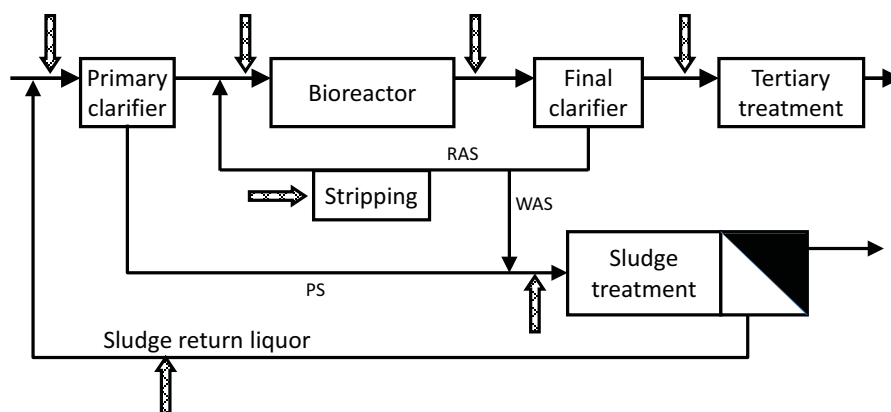 Primary
clarifier
Bioreactor
Final
clarifier
Tertiary
treatment
RAS
Stripping
WAS
Sludge
treatment
PS
Sludge return liquor